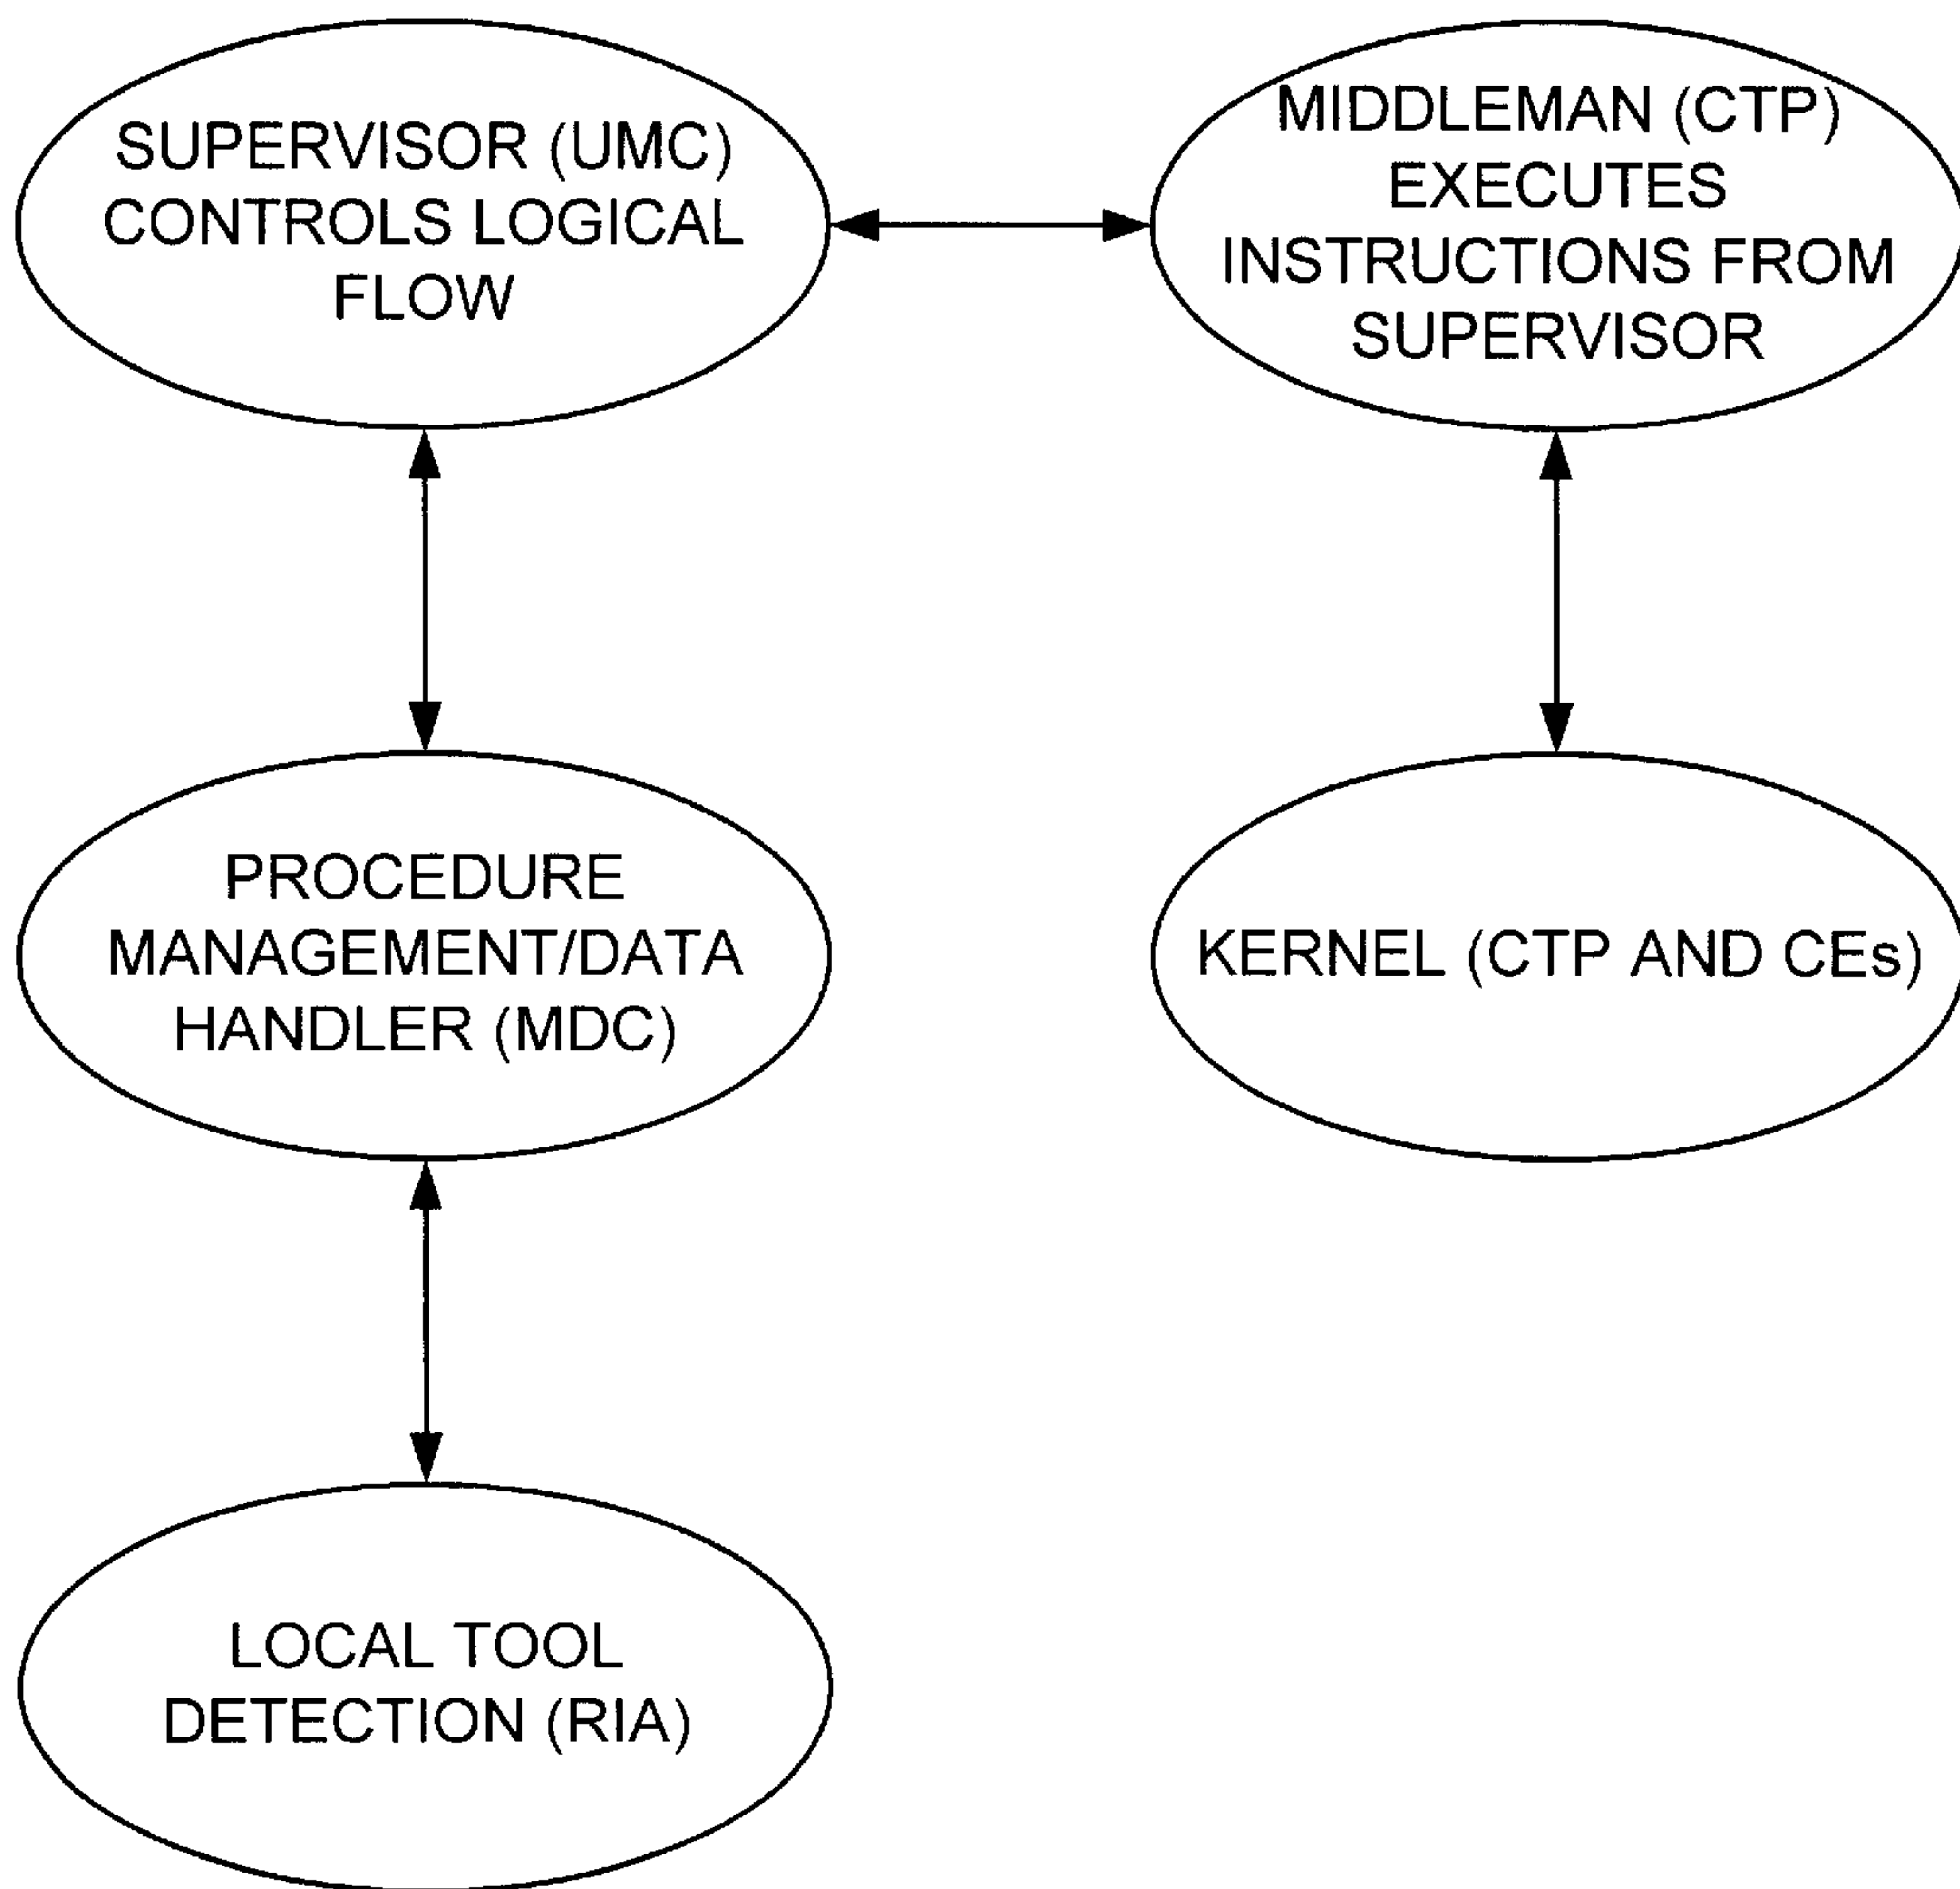 SUPERVISOR (UMC)
CONTROLS LOGICAL
FLOW
MIDDLEMAN (CTP)
EXECUTES
INSTRUCTIONS FROM
SUPERVISOR
PROCEDURE
MANAGEMENT/DATA
HANDLER (MDC)
KERNEL (CTP AND CEs)
LOCAL TOOL
DETECTION (RIA)